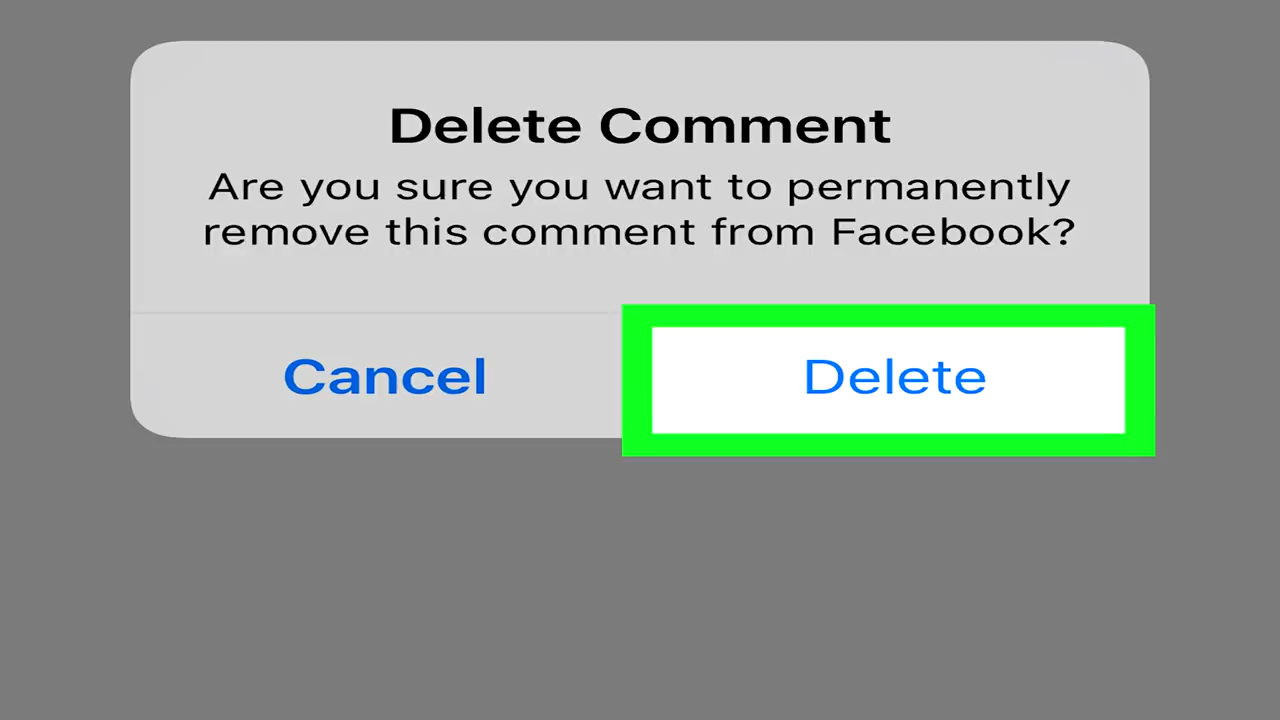 Delete Comment
Are you sure you want to permanently
remove this comment from Facebook?
Cancel Delete